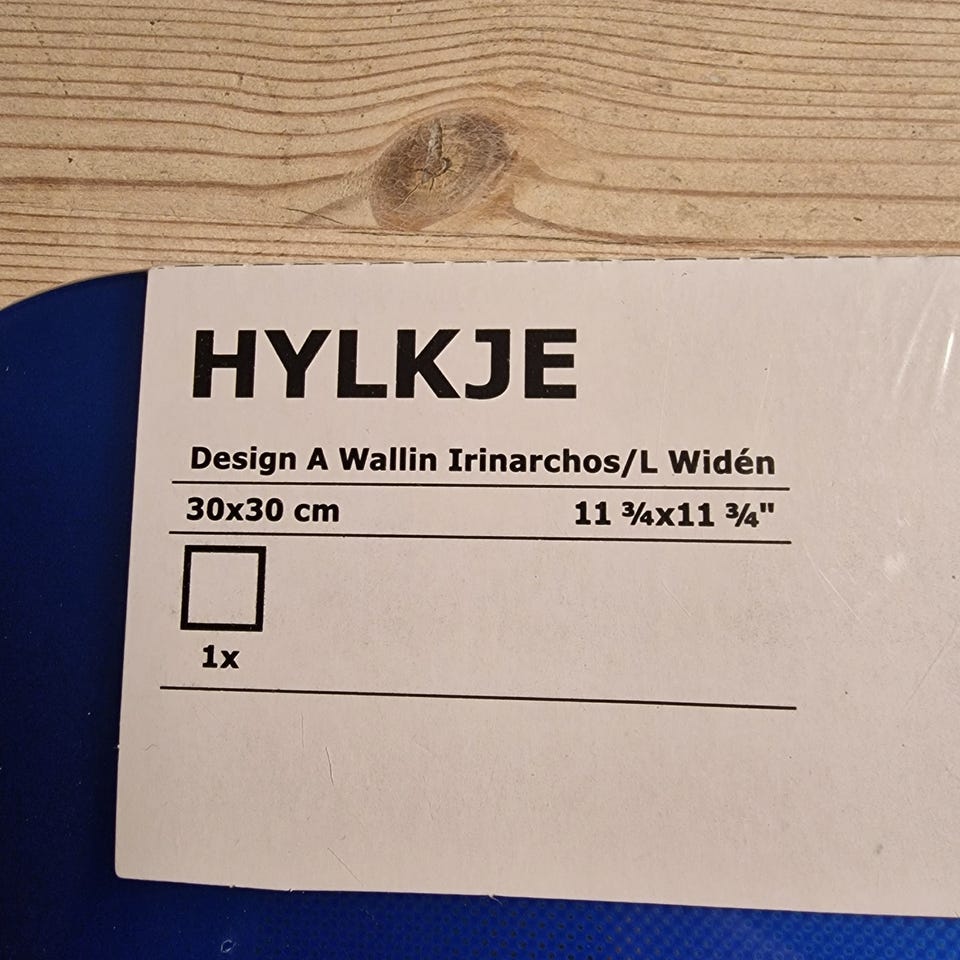 HYLKJE
Design A Wallin Irinarchos/L Widén
30x30 cm 11 ¾x11 ¾"
1x